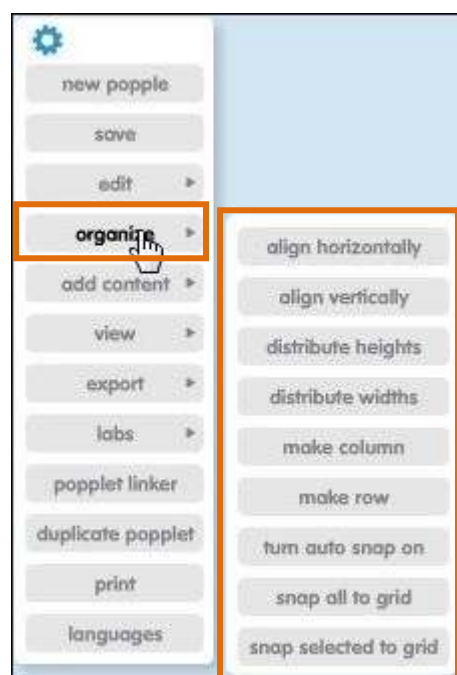 new popple
save
edit
organize
add content
view
export
labs
popplet linker
duplicate popplet
print
languages
align horizontally
align vertically
distribute heights
distribute widths
make column
make row
turn auto snap on
snap all to grid
snap selected to grid